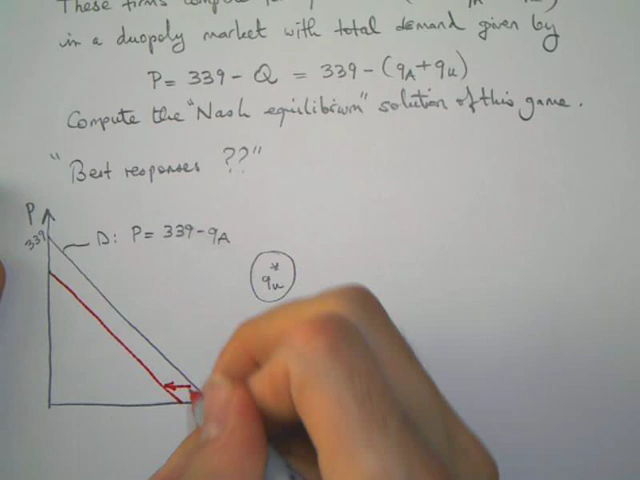 These firms
in a duopoly market with total demand given by
P = 339 - Q = 339 - (qA + qu)
Compute the "Nash equilibrium" solution of this game.
"Best responses ??"
P
339
D: P = 339 - qA
qu*